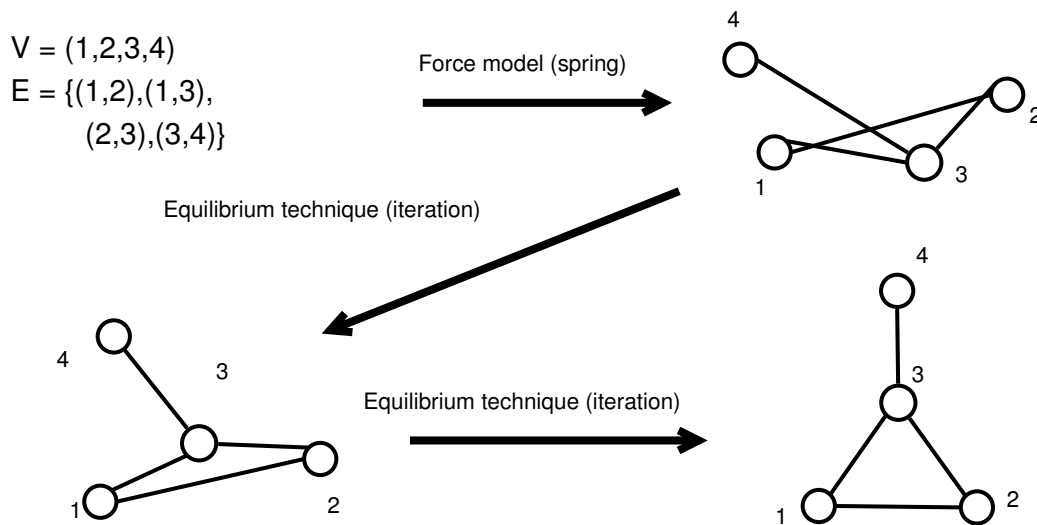 V = (1,2,3,4)
E = {(1,2),(1,3),
(2,3),(3,4)}
Force model (spring)
4
2
1
3
Equilibrium technique (iteration)
4
3
1
2
Equilibrium technique (iteration)
4
3
1
2